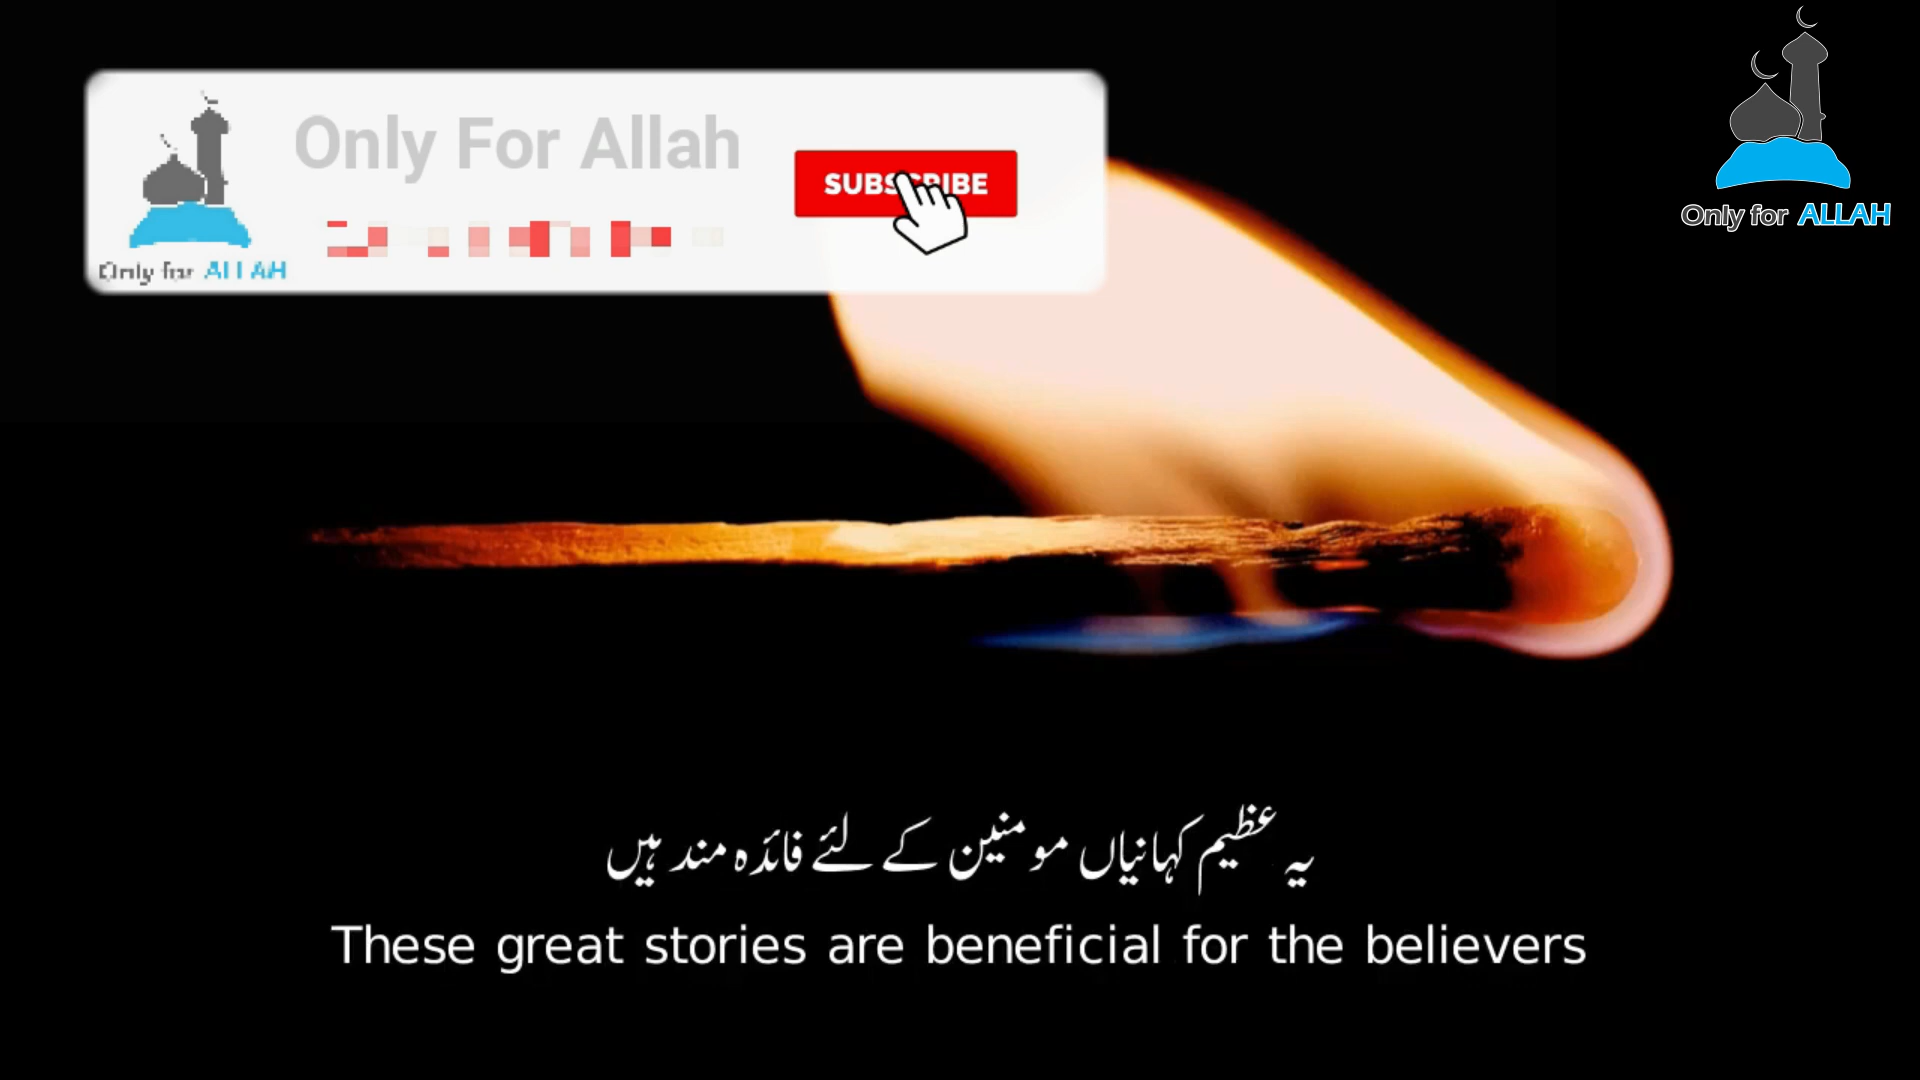 Only For Allah
SUBSCRIBE
Only for ALLAH
Only for ALLAH
یہ عظیم کہانیاں مومنین کے لئے فائدہ مند ہیں
These great stories are beneficial for the believers